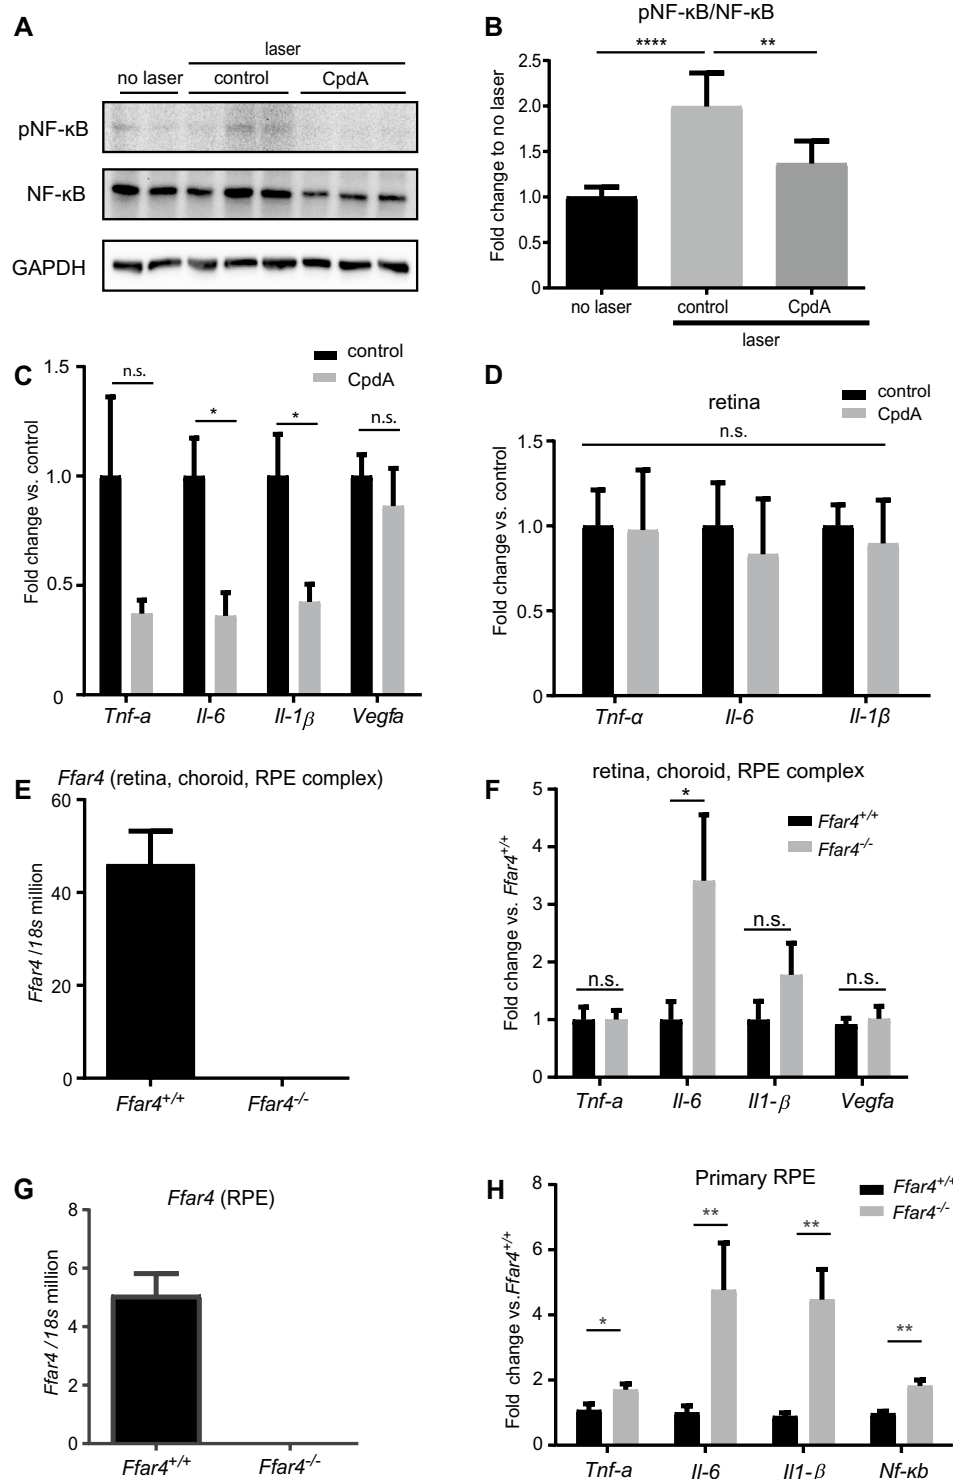 A
laser
no laser control CpdA
pNF-κB
NF-κB
GAPDH
B
pNF-κB/NF-κB
**** **
Fold change to no laser
2.5
2.0
1.5
1.0
0.5
0
no laser control CpdA
laser
C
control
CpdA
Fold change vs. control
1.5
1.0
0.5
0
n.s. * * n.s.
Tnf-a Il-6 Il-1β Vegfa
D
retina
control
CpdA
n.s.
Fold change vs. control
1.5
1.0
0.5
0
Tnf-α Il-6 Il-1β
E
Ffar4 (retina, choroid, RPE complex)
Ffar4 /18s million
60
40
20
0
Ffar4+/+ Ffar4-/-
F
retina, choroid, RPE complex
Ffar4+/+
Ffar4-/-
Fold change vs. Ffar4+/+
5
4
3
2
1
0
n.s. * n.s. n.s.
Tnf-a Il-6 Il1-β Vegfa
G
Ffar4 (RPE)
Ffar4 /18s million
8
6
4
2
0
Ffar4+/+ Ffar4-/-
H
Primary RPE
Ffar4+/+
Ffar4-/-
Fold change vs.Ffar4+/+
8
6
4
2
0
* ** ** **
Tnf-a Il-6 Il1-β Nf-κb